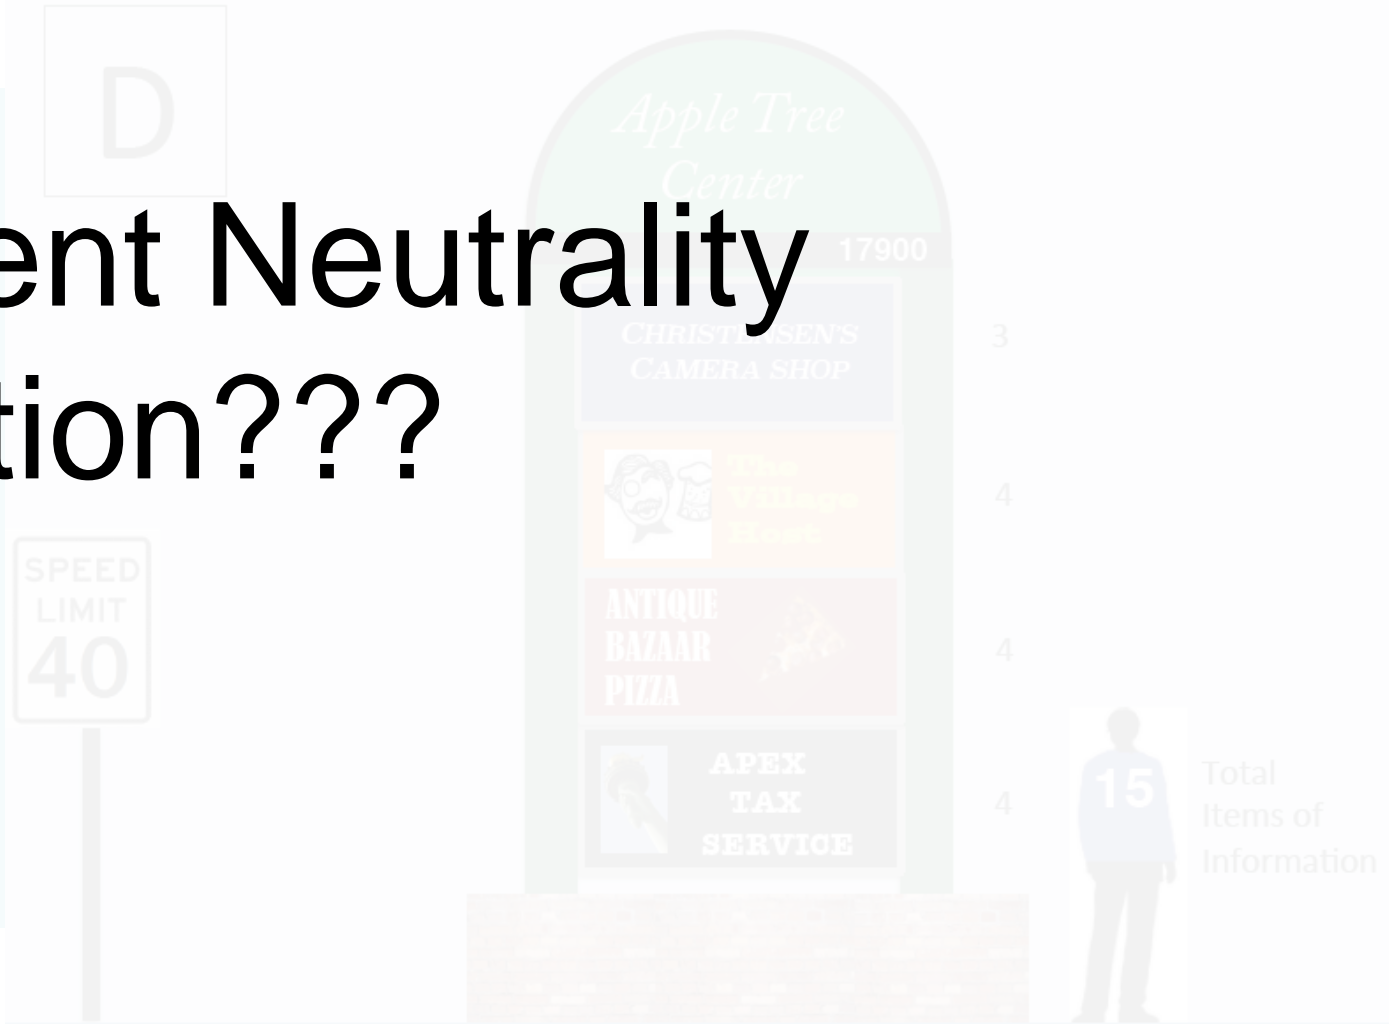 D
Apple Tree
Center
ent Neutrality
17900
tion???
CHRISTENSEN'S
CAMERA SHOP
3
The
Village
Host
4
SPEED
LIMIT
40
ANTIQUE
BAZAAR
PIZZA
4
APEX
TAX
SERVICE
4
15
Total
Items of
Information